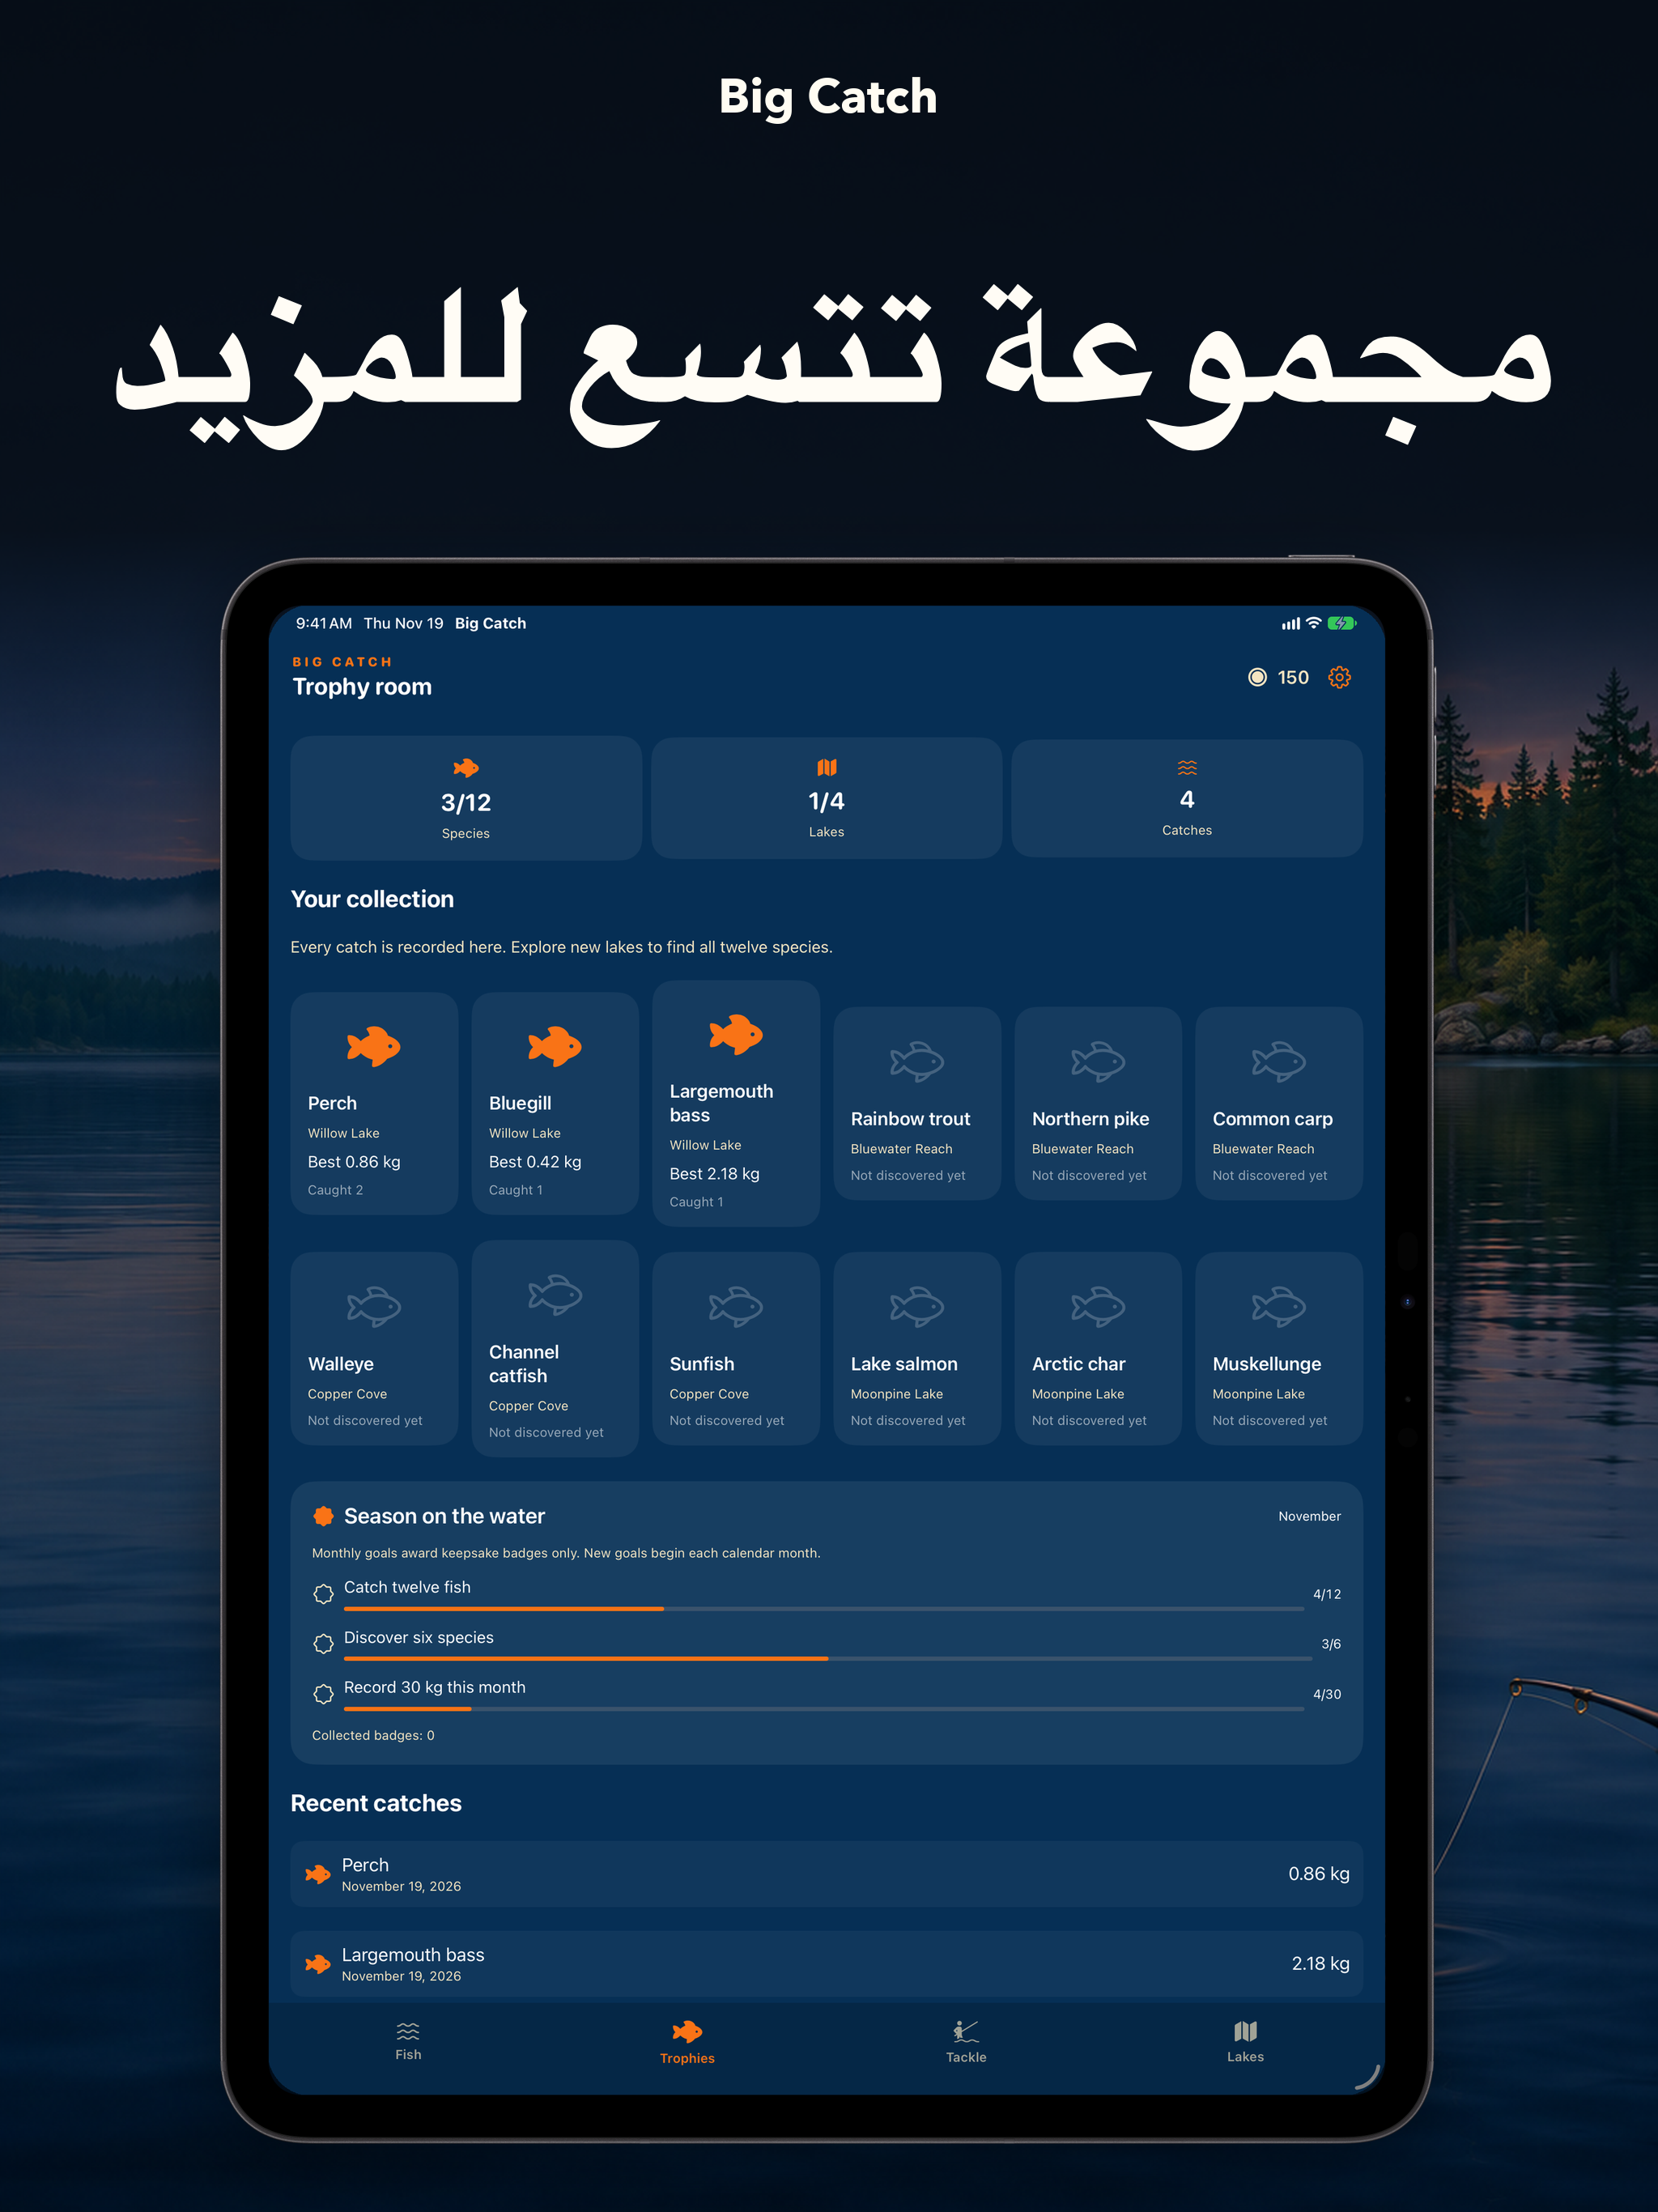 Big Catch
مجموعة تتسع للمزيد
9:41 AM Thu Nov 19 Big Catch
BIG CATCH
Trophy room
150
3/12
Species
1/4
Lakes
4
Catches
Your collection
Every catch is recorded here. Explore new lakes to find all twelve species.
Perch
Willow Lake
Best 0.86 kg
Caught 2
Bluegill
Willow Lake
Best 0.42 kg
Caught 1
Largemouth
bass
Willow Lake
Best 2.18 kg
Caught 1
Rainbow trout
Bluewater Reach
Not discovered yet
Northern pike
Bluewater Reach
Not discovered yet
Common carp
Bluewater Reach
Not discovered yet
Walleye
Copper Cove
Not discovered yet
Channel
catfish
Copper Cove
Not discovered yet
Sunfish
Copper Cove
Not discovered yet
Lake salmon
Moonpine Lake
Not discovered yet
Arctic char
Moonpine Lake
Not discovered yet
Muskellunge
Moonpine Lake
Not discovered yet
Season on the water
November
Monthly goals award keepsake badges only. New goals begin each calendar month.
Catch twelve fish
4/12
Discover six species
3/6
Record 30 kg this month
4/30
Collected badges: 0
Recent catches
Perch
November 19, 2026
0.86 kg
Largemouth bass
November 19, 2026
2.18 kg
Fish
Trophies
Tackle
Lakes